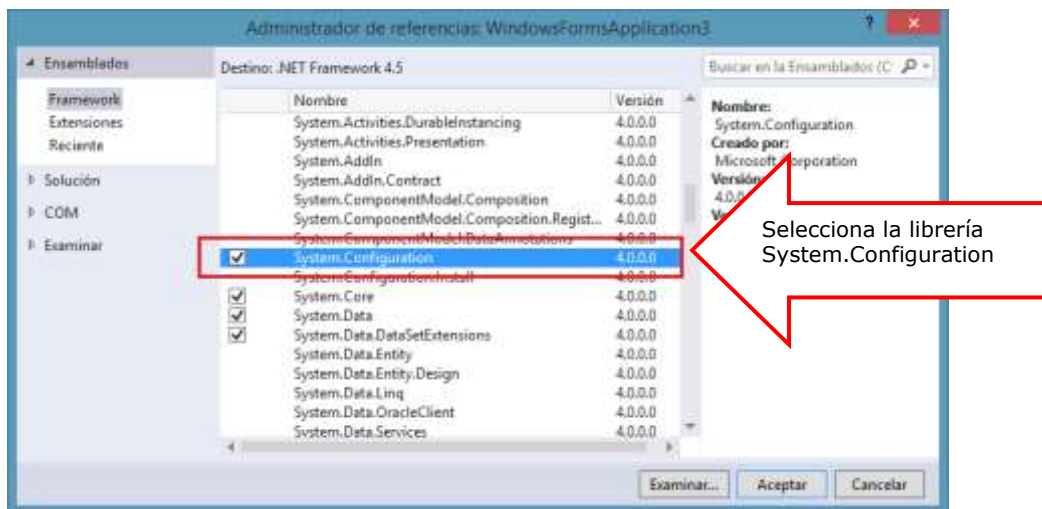 Administrador de referencias: WindowsFormsApplication3
?
Ensamblados
Framework
Extensiones
Reciente
Solución
COM
Examinar
Destino: .NET Framework 4.5
Buscar en la Ensamblados (C
Nombre Versión
System.Activities.DurableInstancing 4.0.0.0
System.Activities.Presentation 4.0.0.0
System.AddIn 4.0.0.0
System.AddIn.Contract 4.0.0.0
System.ComponentModel.Composition 4.0.0.0
System.ComponentModel.Composition.Regist... 4.0.0.0
System.ComponentModel.DataAnnotations 4.0.0.0
System.Configuration 4.0.0.0
System.Configuration.Install 4.0.0.0
System.Core 4.0.0.0
System.Data 4.0.0.0
System.Data.DataSetExtensions 4.0.0.0
System.Data.Entity 4.0.0.0
System.Data.Entity.Design 4.0.0.0
System.Data.Linq 4.0.0.0
System.Data.OracleClient 4.0.0.0
System.Data.Services 4.0.0.0
Nombre:
System.Configuration
Creado por:
Microsoft Corporation
Versión
4.0.0
Selecciona la librería
System.Configuration
Examinar...
Aceptar
Cancelar